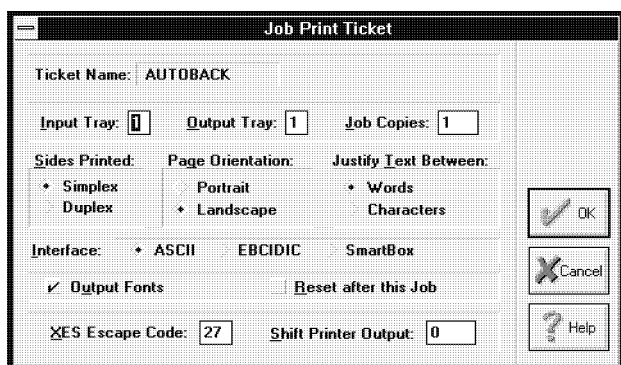 Job Print Ticket
Ticket Name: AUTOBACK
Input Tray: 1 Output Tray: 1 Job Copies: 1
Sides Printed: Page Orientation: Justify Text Between:
Simplex Portrait Words
Duplex Landscape Characters
OK
Interface: ASCII EBCIDIC SmartBox
Cancel
Output Fonts Reset after this Job
XES Escape Code: 27 Shift Printer Output: 0
Help